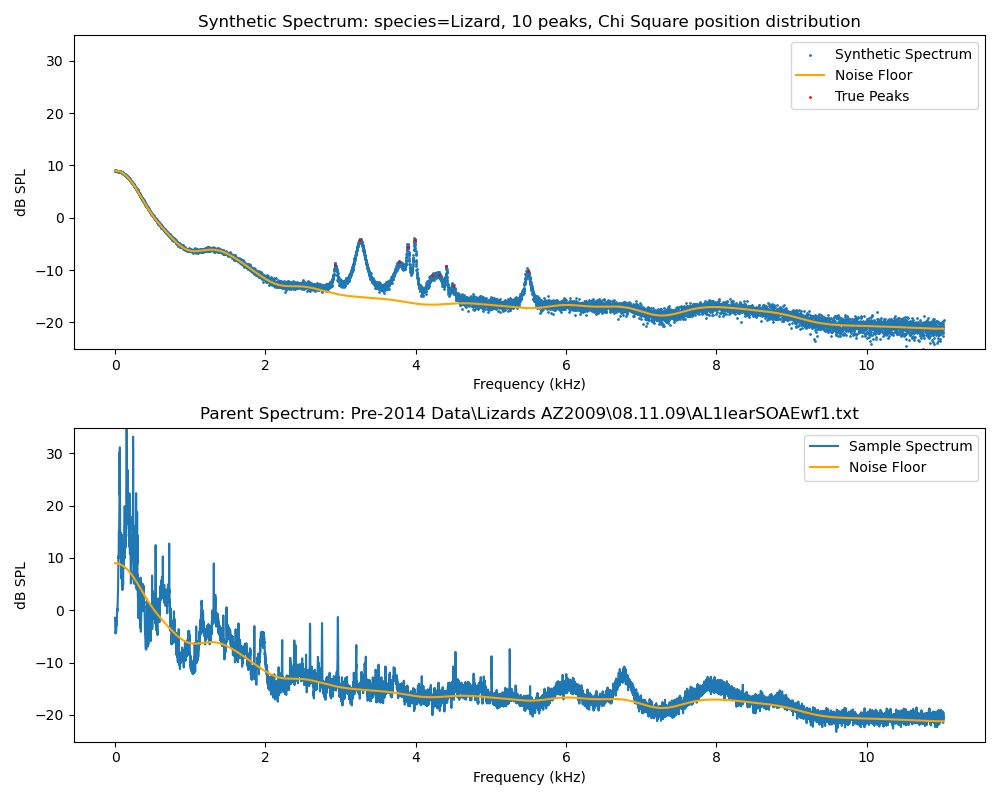 Synthetic Spectrum: species=Lizard, 10 peaks, Chi Square position distribution
Synthetic Spectrum
Noise Floor
True Peaks
30
20
10
0
−10
−20
dB SPL
0 2 4 6 8 10
Frequency (kHz)
Parent Spectrum: Pre-2014 Data\Lizards AZ2009\08.11.09\AL1learSOAEwf1.txt
Sample Spectrum
Noise Floor
30
20
10
0
−10
−20
dB SPL
0 2 4 6 8 10
Frequency (kHz)